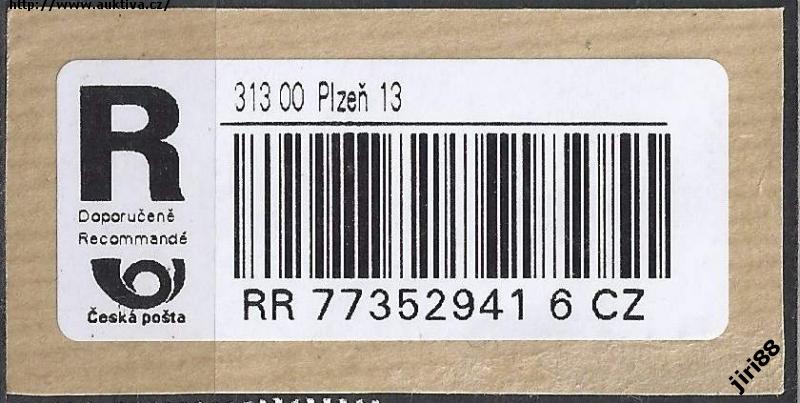 http://www.auktiva.cz/
R
313 00 Plzeň 13
Doporučeně
Recommandé
Česká pošta
RR 77352941 6 CZ
jiri88